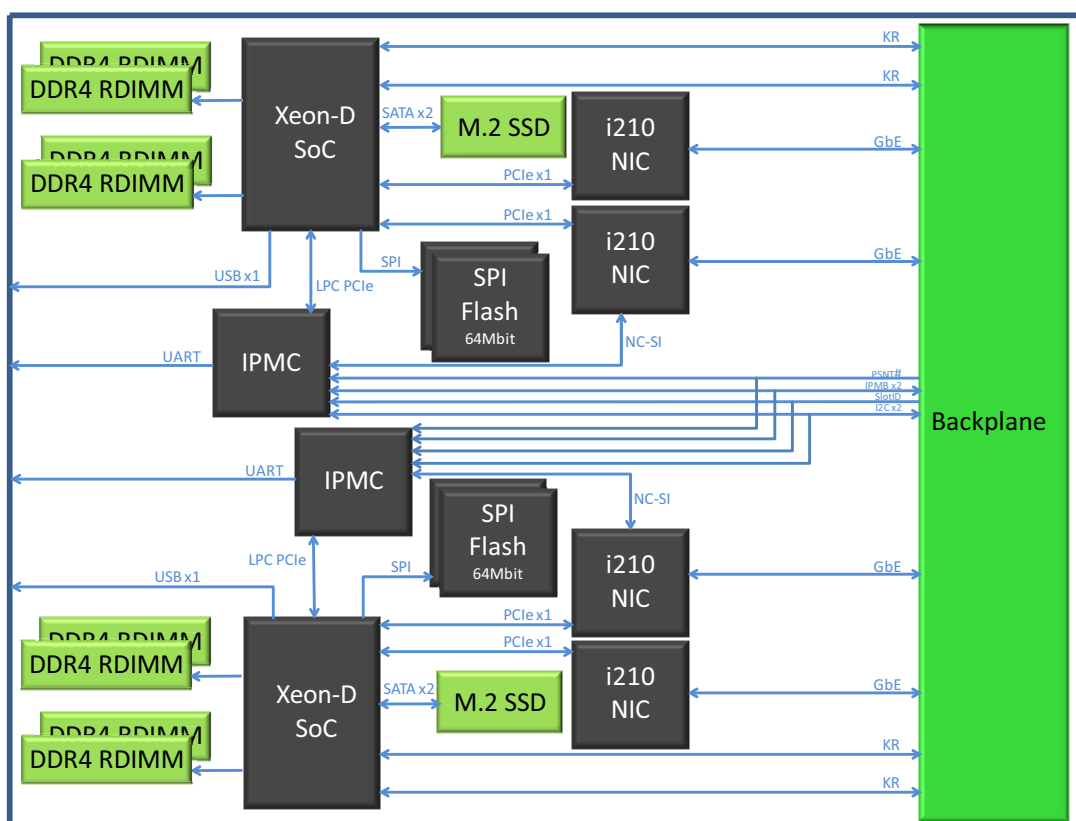 KR
DDR4 RDIMM
DDR4 RDIMM
KR
Xeon-D
SoC
SATA x2
M.2 SSD
i210
NIC
GbE
DDR4 RDIMM
DDR4 RDIMM
PCIe x1
PCIe x1
i210
NIC
GbE
USB x1
LPC PCIe
SPI
SPI
Flash
64Mbit
NC-SI
UART
IPMC
PSNT#
IPMB x2
SlotID
I2C x2
Backplane
UART
IPMC
NC-SI
SPI
Flash
64Mbit
LPC PCIe
SPI
USB x1
i210
NIC
GbE
PCIe x1
PCIe x1
DDR4 RDIMM
DDR4 RDIMM
Xeon-D
SoC
SATA x2
M.2 SSD
i210
NIC
GbE
DDR4 RDIMM
DDR4 RDIMM
KR
KR